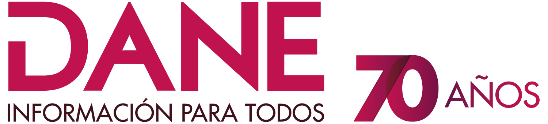 DANE
INFORMACIÓN PARA TODOS
70 AÑOS